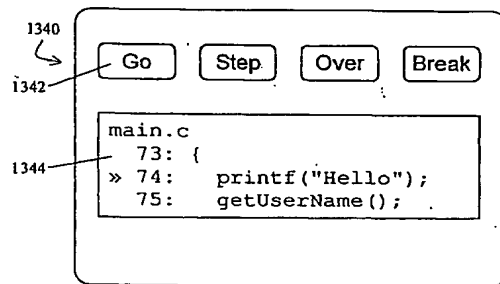 1340
Go Step Over Break
1342
main.c
1344 73: {
» 74: printf("Hello");
75: getUserName();